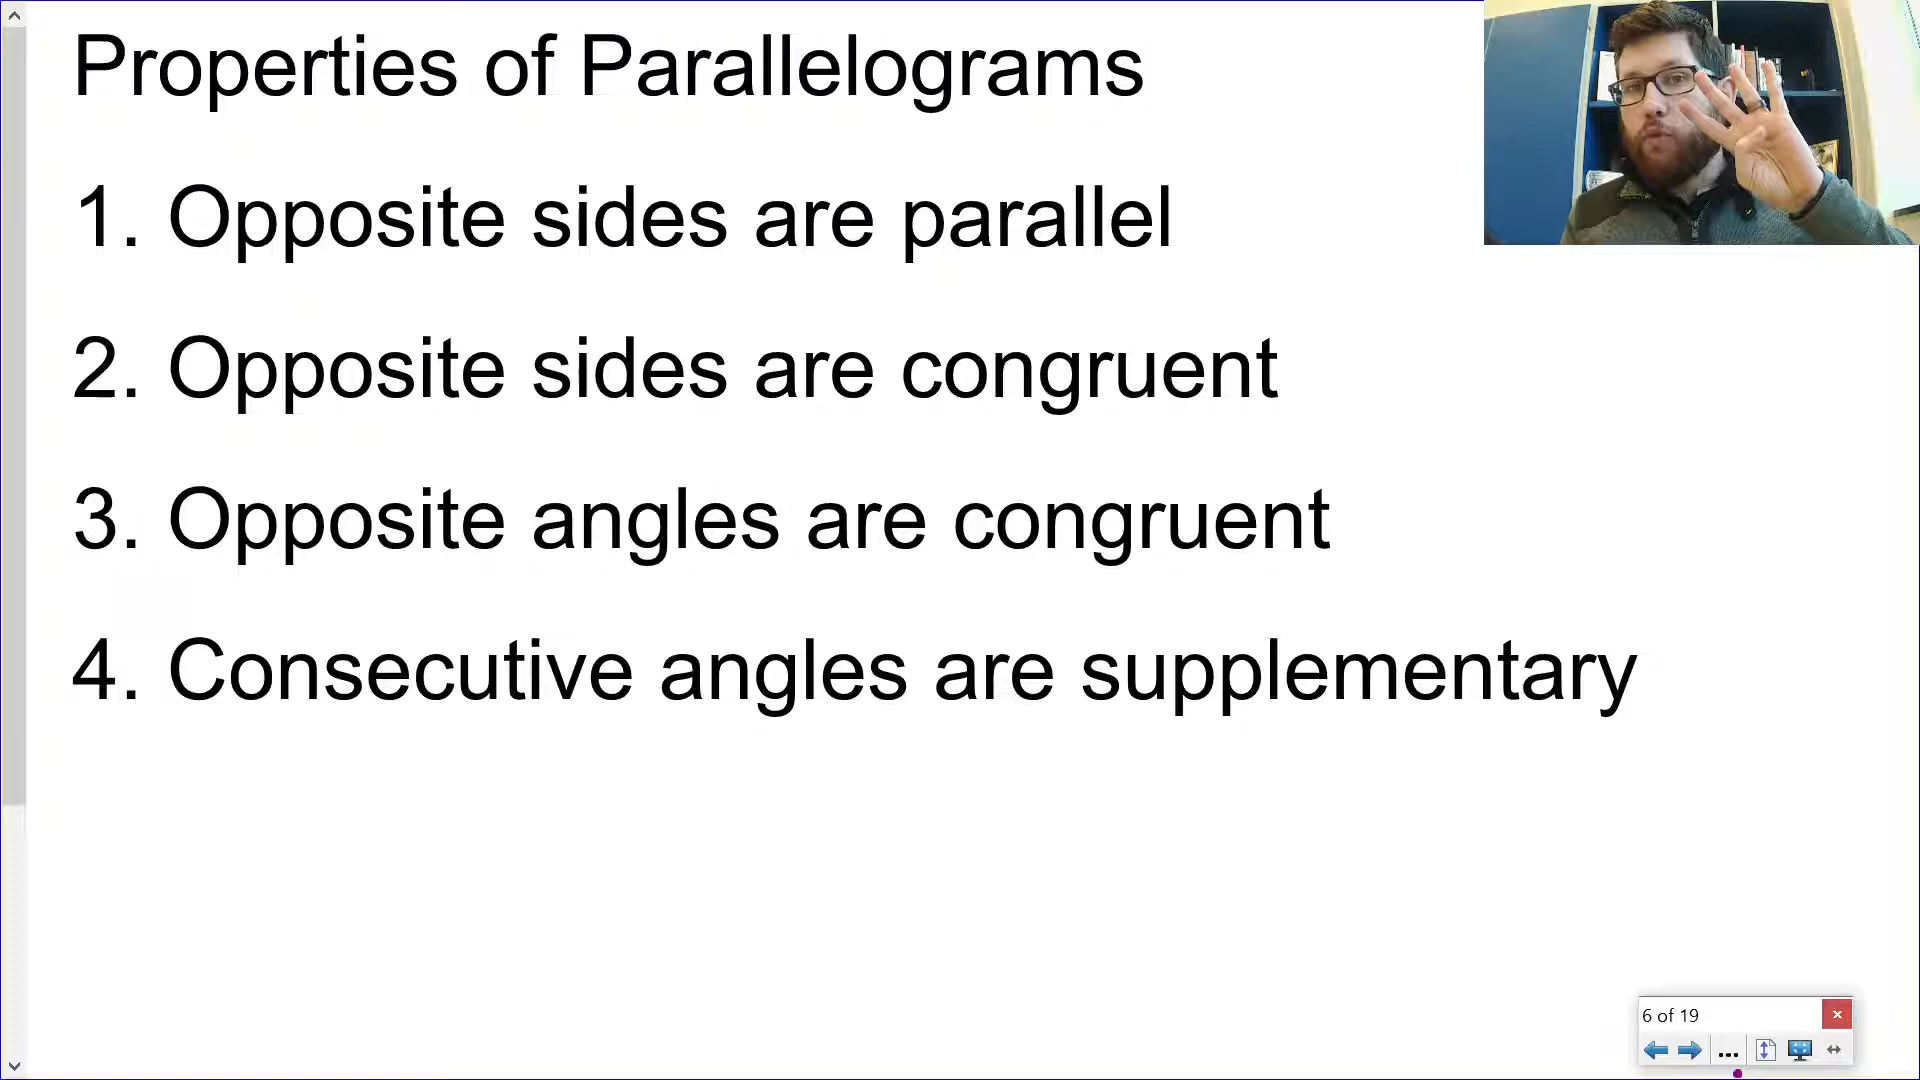 Properties of Parallelograms
1. Opposite sides are parallel
2. Opposite sides are congruent
3. Opposite angles are congruent
4. Consecutive angles are supplementary
6 of 19